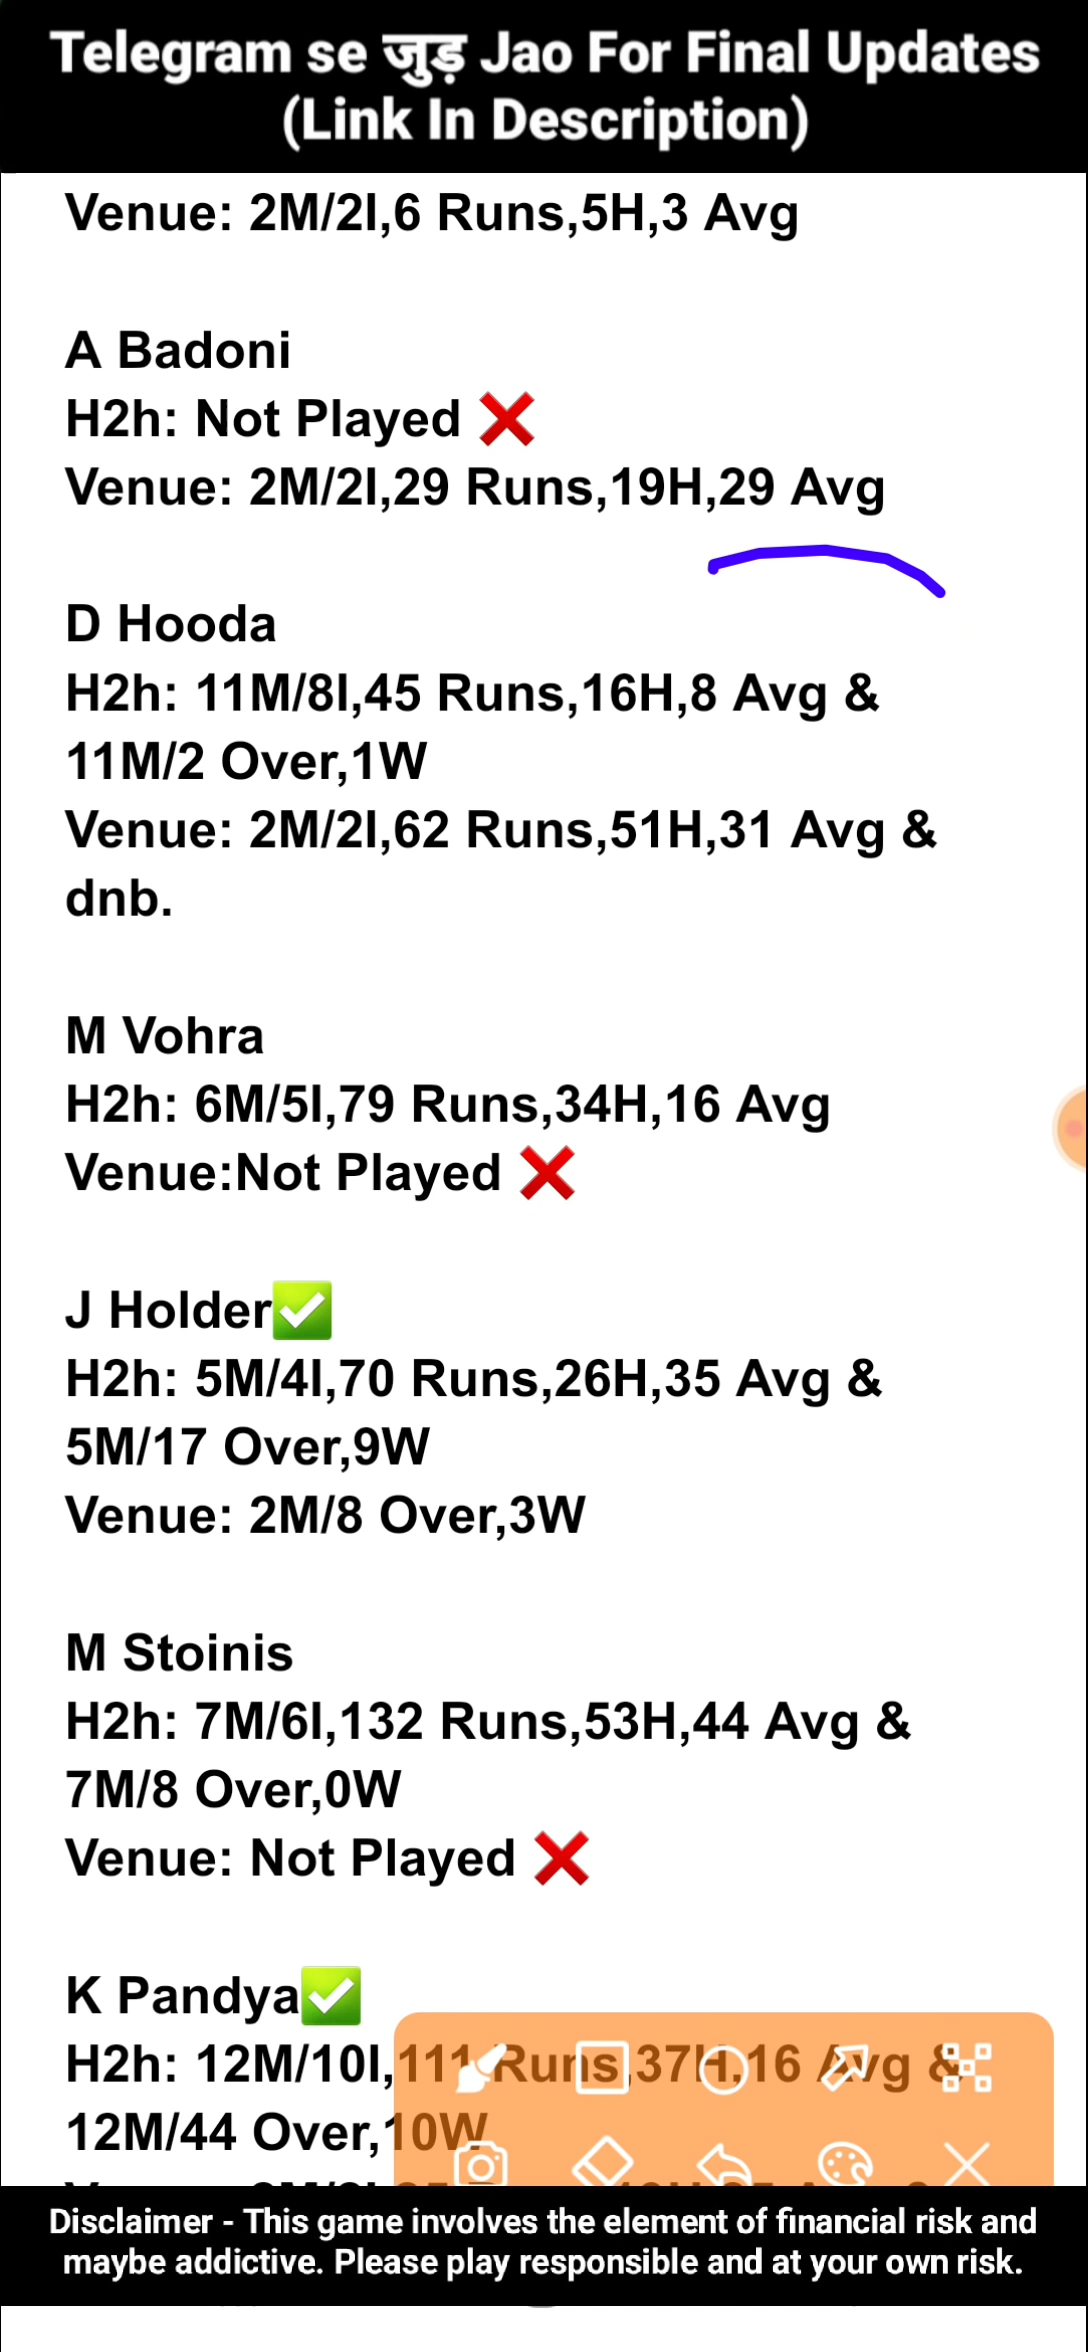 Telegram se जुड़ Jao For Final Updates
(Link In Description)
Venue: 2M/2I,6 Runs,5H,3 Avg
A Badoni
H2h: Not Played ❌
Venue: 2M/2I,29 Runs,19H,29 Avg
D Hooda
H2h: 11M/8I,45 Runs,16H,8 Avg &
11M/2 Over,1W
Venue: 2M/2I,62 Runs,51H,31 Avg &
dnb.
M Vohra
H2h: 6M/5I,79 Runs,34H,16 Avg
Venue:Not Played ❌
J Holder✅
H2h: 5M/4I,70 Runs,26H,35 Avg &
5M/17 Over,9W
Venue: 2M/8 Over,3W
M Stoinis
H2h: 7M/6I,132 Runs,53H,44 Avg &
7M/8 Over,0W
Venue: Not Played ❌
K Pandya✅
H2h: 12M/10I,111 Runs,37H,16 Avg &
12M/44 Over,10W
Disclaimer - This game involves the element of financial risk and
maybe addictive. Please play responsible and at your own risk.